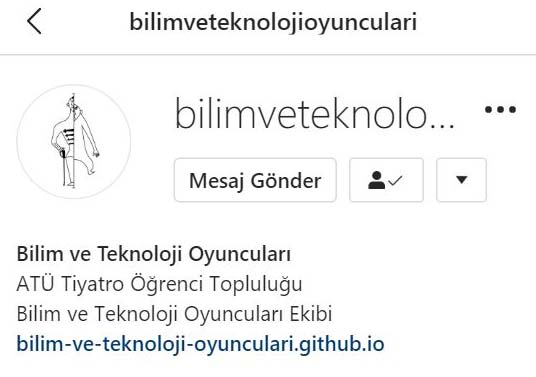 bilimveteknolojioyunculari
bilimveteknolo...
Mesaj Gönder
Bilim ve Teknoloji Oyuncuları
ATÜ Tiyatro Öğrenci Topluluğu
Bilim ve Teknoloji Oyuncuları Ekibi
bilim-ve-teknoloji-oyunculari.github.io